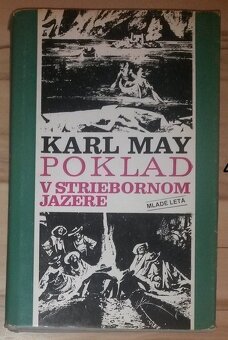 KARL MAY
POKLAD
V STRIEBORNOM
JAZERE
MLADÉ LETÁ